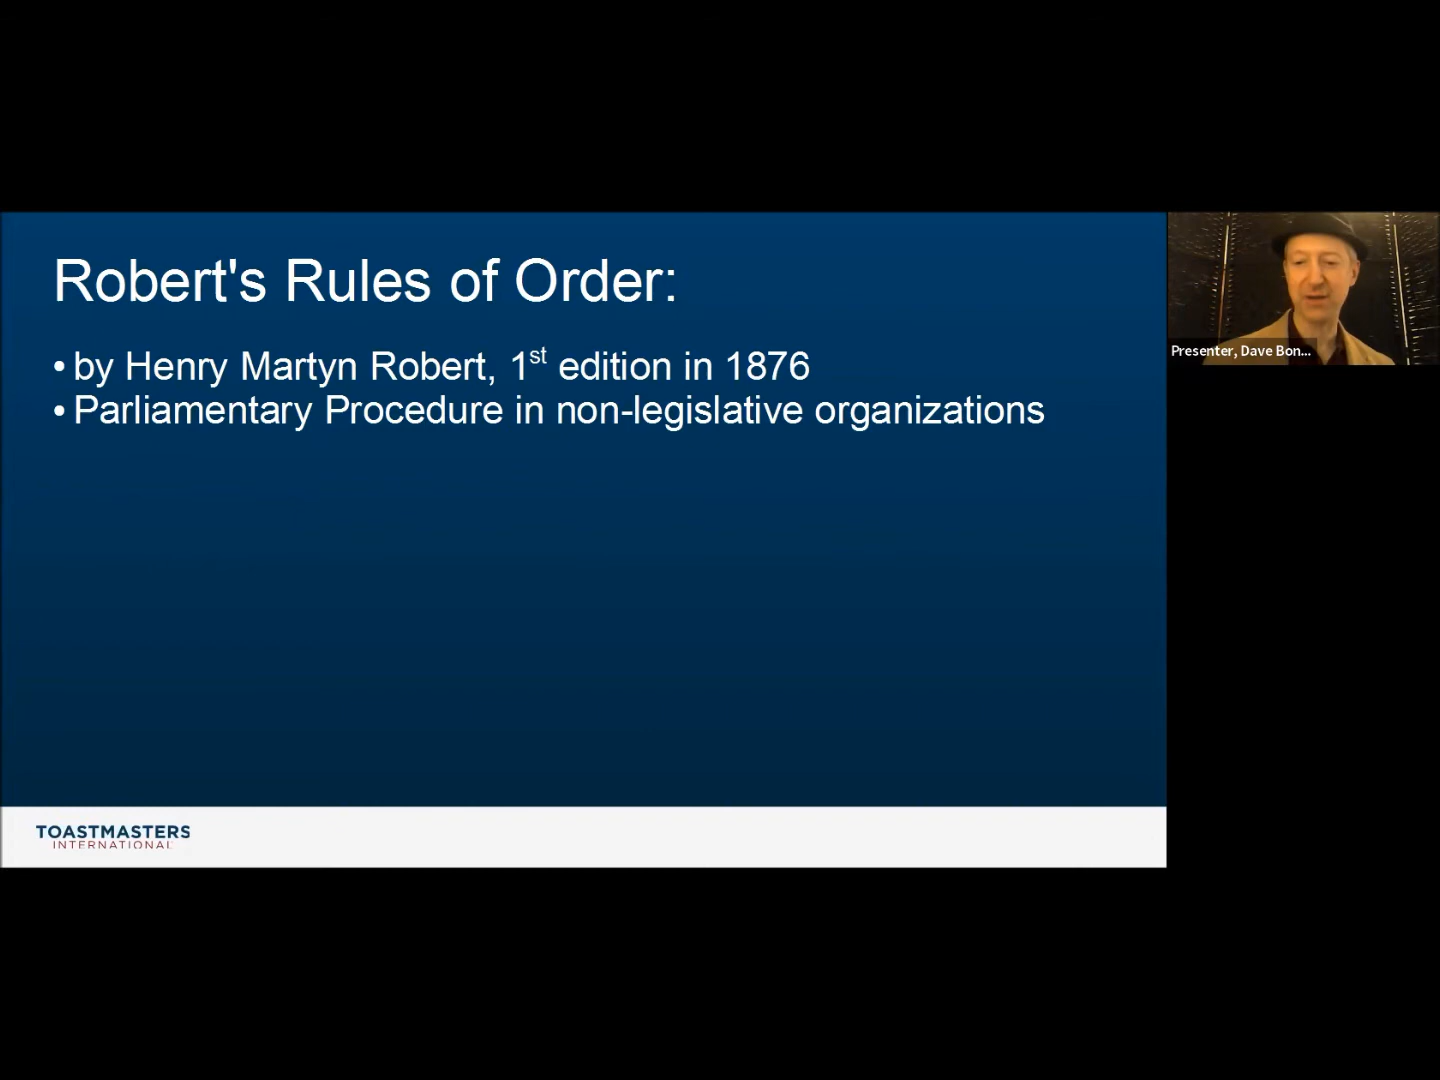 Robert's Rules of Order:
• by Henry Martyn Robert, 1st edition in 1876
• Parliamentary Procedure in non-legislative organizations
Presenter, Dave Bon...
TOASTMASTERS
INTERNATIONAL